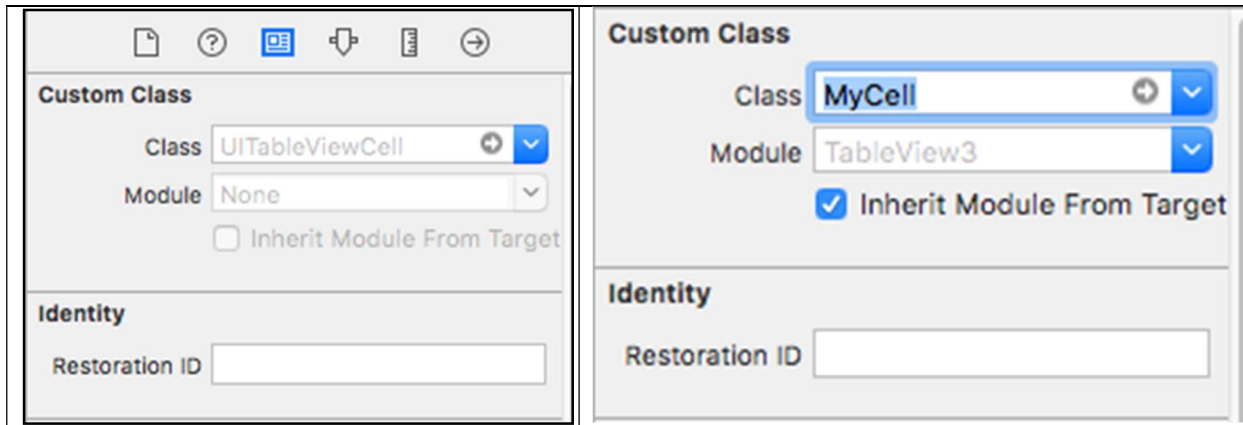 Custom Class
Class UITableViewCell
Module None
Inherit Module From Target
Identity
Restoration ID
Custom Class
Class MyCell
Module TableView3
Inherit Module From Target
Identity
Restoration ID